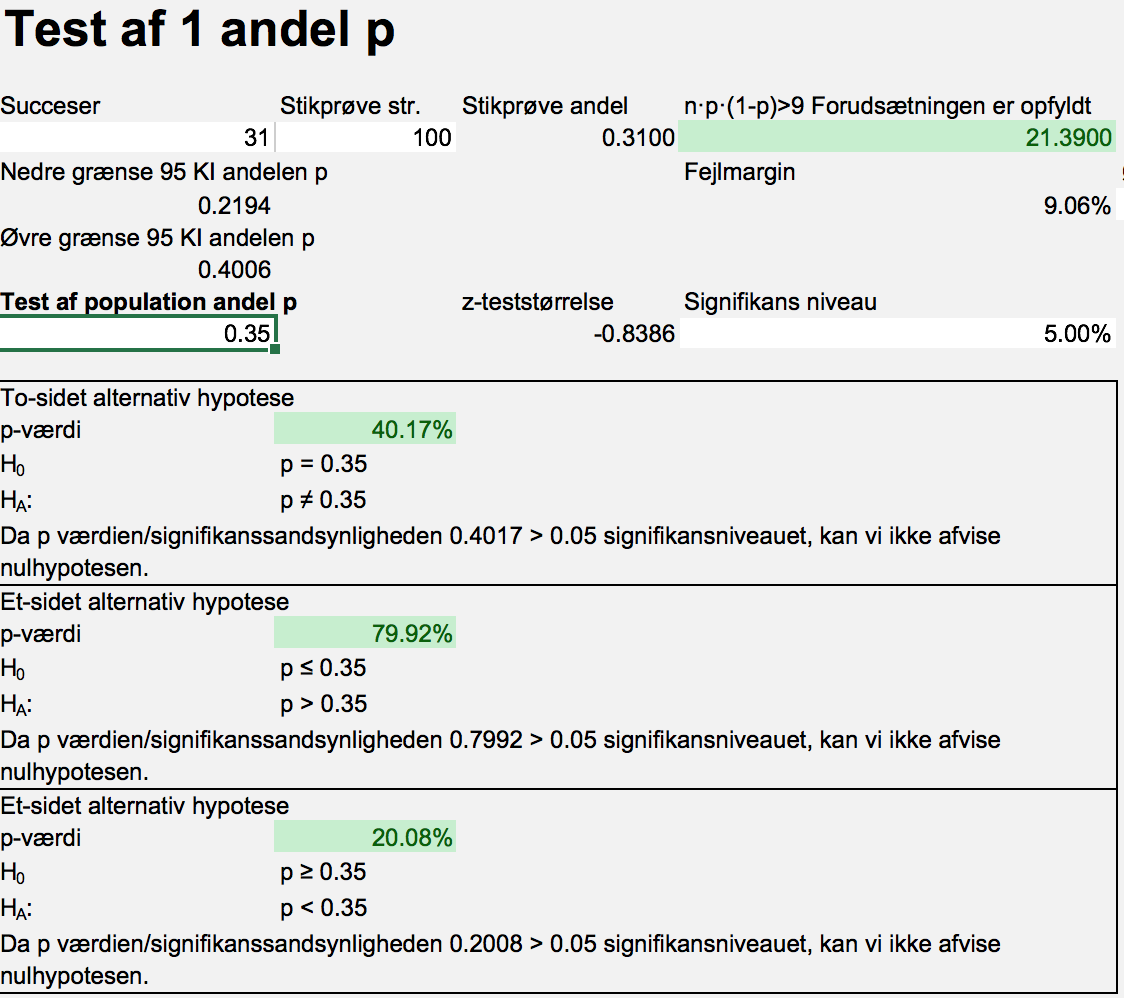 Test af 1 andel p
Succeser Stikprøve str. Stikprøve andel n·p·(1-p)>9 Forudsætningen er opfyldt
31 100 0.3100 21.3900
Nedre grænse 95 KI andelen p Fejlmargin
0.2194 9.06%
Øvre grænse 95 KI andelen p
0.4006
Test af population andel p z-teststørrelse Signifikans niveau
0.35 -0.8386 5.00%
To-sidet alternativ hypotese
p-værdi 40.17%
H₀ p = 0.35
Hᴀ: p ≠ 0.35
Da p værdien/signifikanssandsynligheden 0.4017 > 0.05 signifikansniveauet, kan vi ikke afvise
nulhypotesen.
Et-sidet alternativ hypotese
p-værdi 79.92%
H₀ p ≤ 0.35
Hᴀ: p > 0.35
Da p værdien/signifikanssandsynligheden 0.7992 > 0.05 signifikansniveauet, kan vi ikke afvise
nulhypotesen.
Et-sidet alternativ hypotese
p-værdi 20.08%
H₀ p ≥ 0.35
Hᴀ: p < 0.35
Da p værdien/signifikanssandsynligheden 0.2008 > 0.05 signifikansniveauet, kan vi ikke afvise
nulhypotesen.